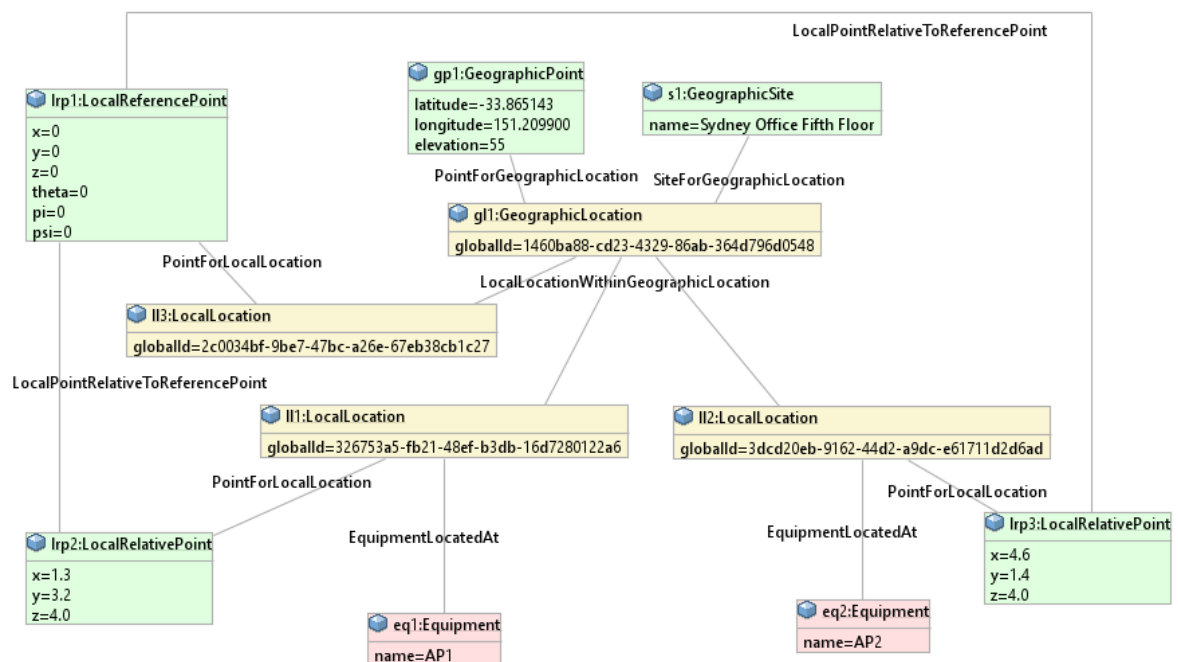 LocalPointRelativeToReferencePoint
lrp1:LocalReferencePoint
x=0
y=0
z=0
theta=0
pi=0
psi=0
gp1:GeographicPoint
latitude=-33.865143
longitude=151.209900
elevation=55
s1:GeographicSite
name=Sydney Office Fifth Floor
PointForGeographicLocation
SiteForGeographicLocation
gl1:GeographicLocation
globalId=1460ba88-cd23-4329-86ab-364d796d0548
PointForLocalLocation
LocalLocationWithinGeographicLocation
ll3:LocalLocation
globalId=2c0034bf-9be7-47bc-a26e-67eb38cb1c27
LocalPointRelativeToReferencePoint
ll1:LocalLocation
globalId=326753a5-fb21-48ef-b3db-16d7280122a6
ll2:LocalLocation
globalId=3dcd20eb-9162-44d2-a9dc-e61711d2d6ad
PointForLocalLocation
PointForLocalLocation
EquipmentLocatedAt
EquipmentLocatedAt
lrp2:LocalRelativePoint
x=1.3
y=3.2
z=4.0
lrp3:LocalRelativePoint
x=4.6
y=1.4
z=4.0
eq1:Equipment
name=AP1
eq2:Equipment
name=AP2